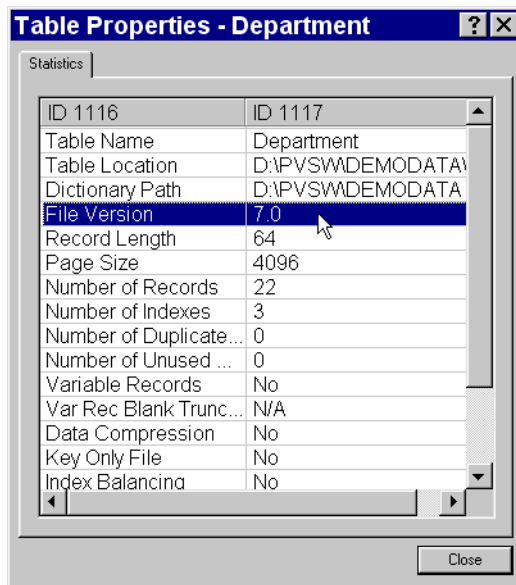 Table Properties - Department
Statistics
ID 1116 ID 1117
Table Name Department
Table Location D:\PVSW\DEMODATA\
Dictionary Path D:\PVSW\DEMODATA
File Version 7.0
Record Length 64
Page Size 4096
Number of Records 22
Number of Indexes 3
Number of Duplicate... 0
Number of Unused ... 0
Variable Records No
Var Rec Blank Trunc... N/A
Data Compression No
Key Only File No
Index Balancing No
Close